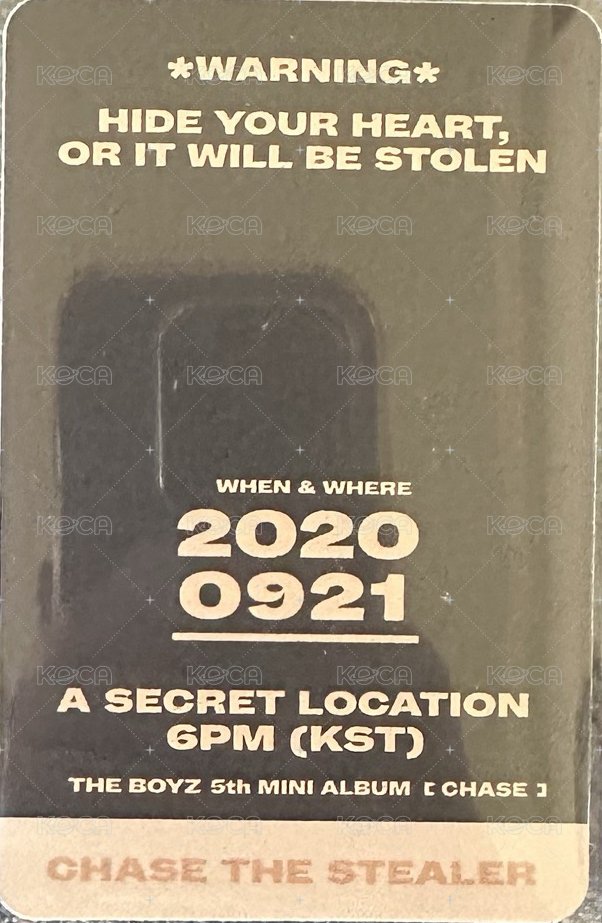 *WARNING*
HIDE YOUR HEART,
OR IT WILL BE STOLEN
WHEN & WHERE
2020
0921
A SECRET LOCATION
6PM (KST)
THE BOYZ 5th MINI ALBUM [ CHASE ]
CHASE THE STEALER